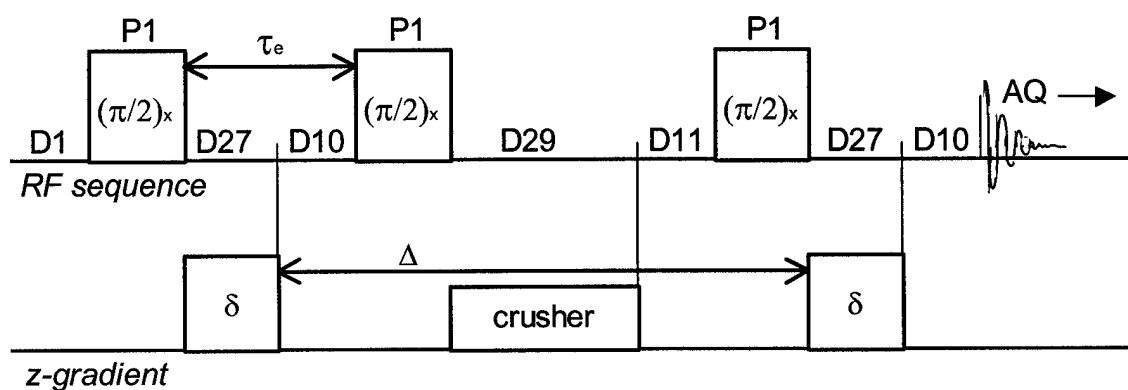 P1 τe P1 P1
(π/2)x (π/2)x (π/2)x AQ
D1 D27 D10 D29 D11 D27 D10
RF sequence
Δ
δ crusher δ
z-gradient